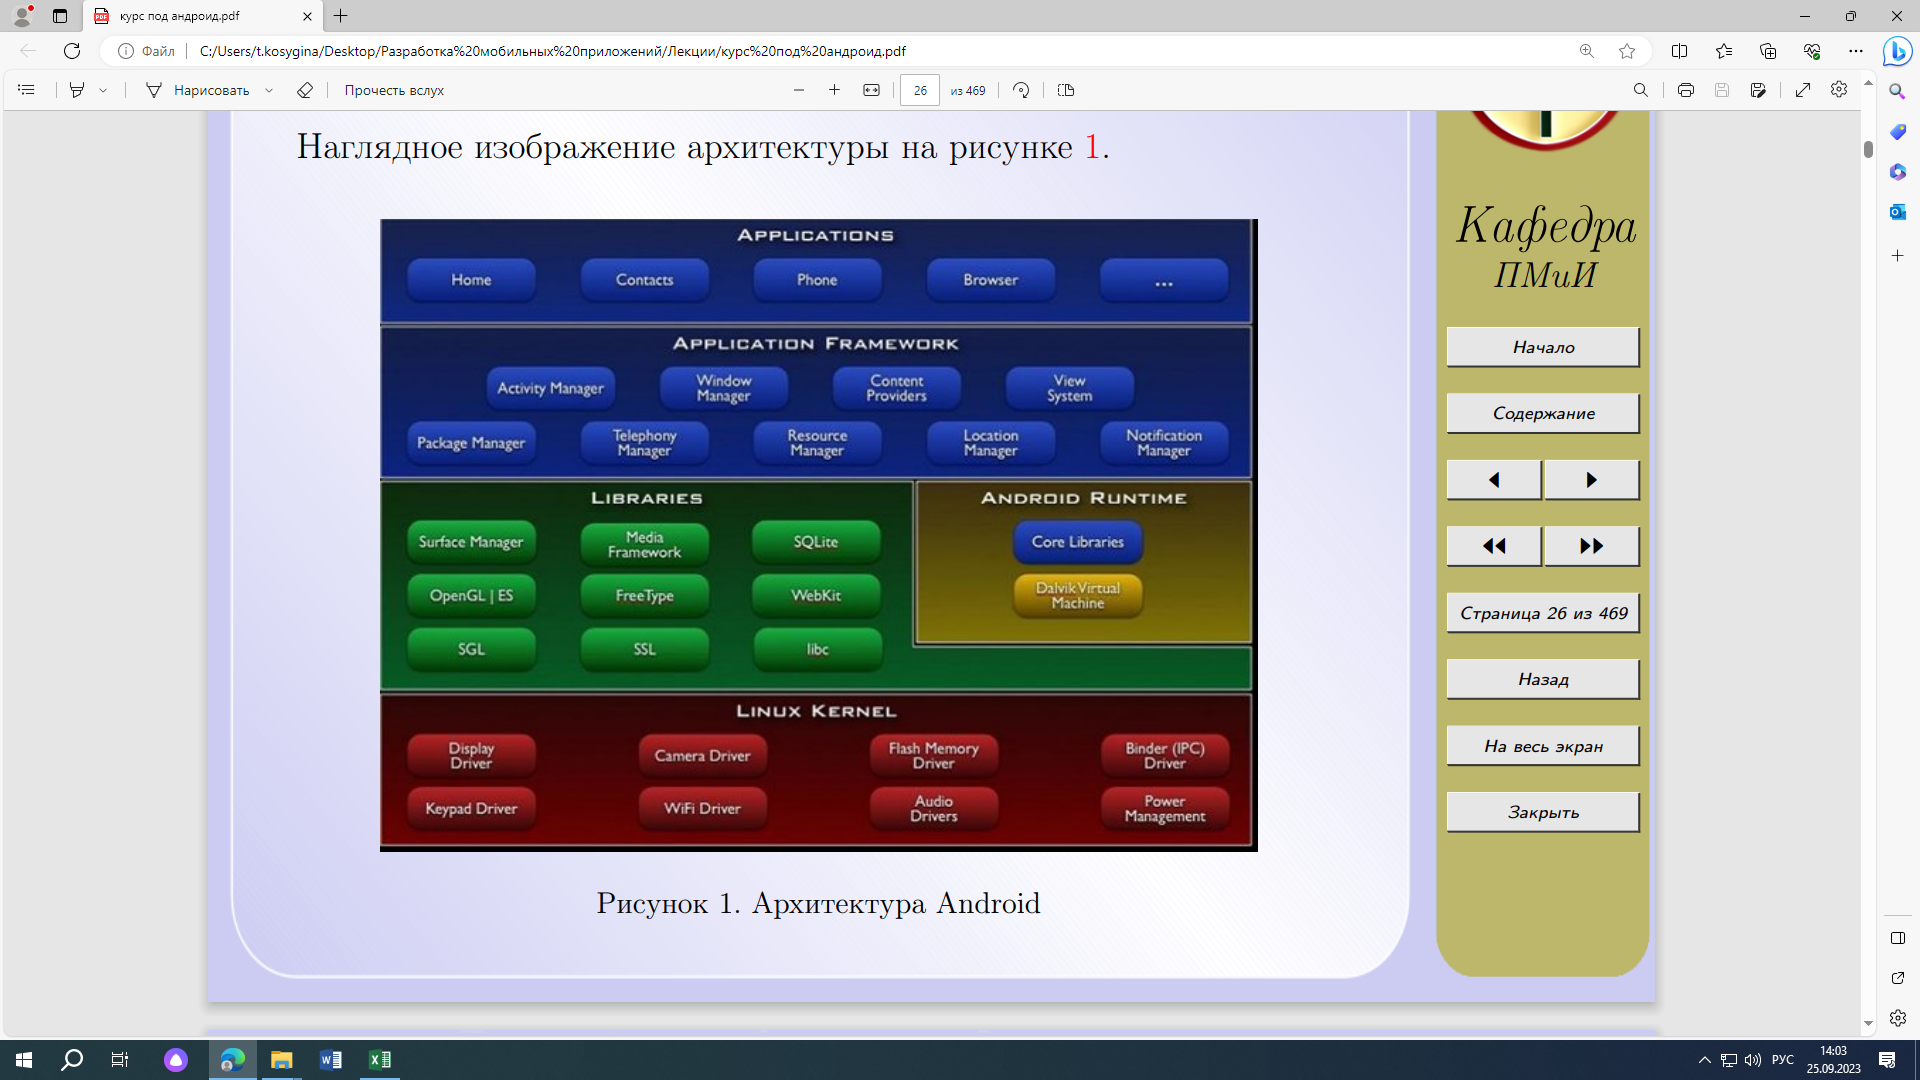 курс под андроид.pdf
Файл
C:/Users/t.kosygina/Desktop/Разработка%20мобильных%20приложений/Лекции/курс%20под%20андроид.pdf
Нарисовать
Прочесть вслух
26
из 469
Наглядное изображение архитектуры на рисунке 1.
APPLICATIONS
Home
Contacts
Phone
Browser
...
APPLICATION FRAMEWORK
Activity Manager
Window
Manager
Content
Providers
View
System
Package Manager
Telephony
Manager
Resource
Manager
Location
Manager
Notification
Manager
LIBRARIES
Surface Manager
Media
Framework
SQLite
OpenGL | ES
FreeType
WebKit
SGL
SSL
libc
ANDROID RUNTIME
Core Libraries
Dalvik Virtual
Machine
LINUX KERNEL
Display
Driver
Camera Driver
Flash Memory
Driver
Binder (IPC)
Driver
Keypad Driver
WiFi Driver
Audio
Drivers
Power
Management
Рисунок 1. Архитектура Android
Кафедра
ПМиИ
Начало
Содержание
Страница 26 из 469
Назад
На весь экран
Закрыть
РУС
14:03
25.09.2023